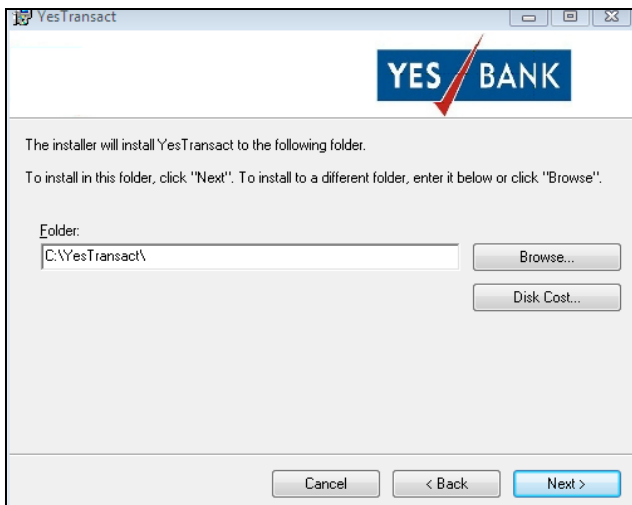 YesTransact
YES BANK
The installer will install YesTransact to the following folder.
To install in this folder, click "Next". To install to a different folder, enter it below or click "Browse".
Folder:
C:\YesTransact\
Browse...
Disk Cost...
Cancel
< Back
Next >